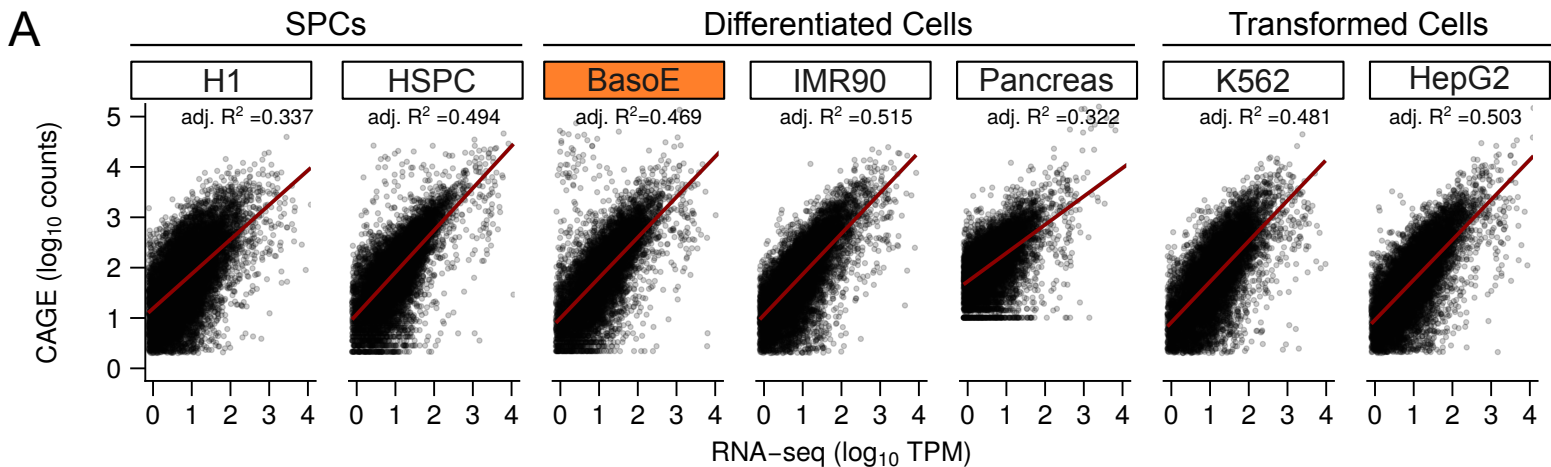 A
SPCs Differentiated Cells Transformed Cells
H1 HSPC BasoE IMR90 Pancreas K562 HepG2
adj. R² =0.337 adj. R² =0.494 adj. R²=0.469 adj. R² =0.515 adj. R² =0.322 adj. R² =0.481 adj. R² =0.503
CAGE (log₁₀ counts)
5
4
3
2
1
0
0 1 2 3 4 0 1 2 3 4 0 1 2 3 4 0 1 2 3 4 0 1 2 3 4 0 1 2 3 4 0 1 2 3 4
RNA−seq (log₁₀ TPM)